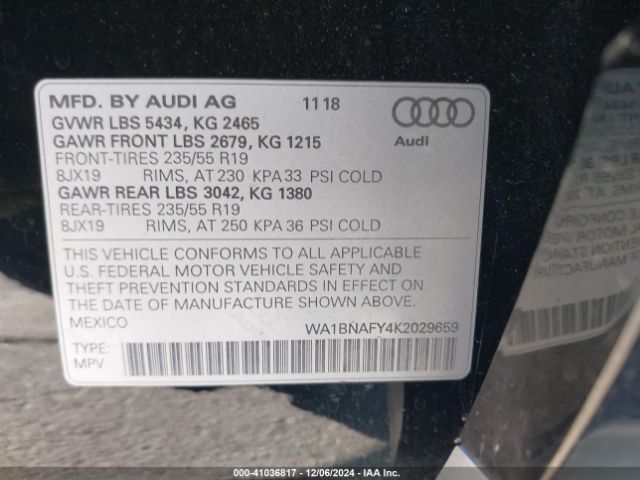 MFD. BY AUDI AG 11 18
GVWR LBS 5434, KG 2465
GAWR FRONT LBS 2679, KG 1215
FRONT-TIRES 235/55 R19
8JX19 RIMS, AT 230 KPA 33 PSI COLD
GAWR REAR LBS 3042, KG 1380
REAR-TIRES 235/55 R19
8JX19 RIMS, AT 250 KPA 36 PSI COLD
Audi
THIS VEHICLE CONFORMS TO ALL APPLICABLE
U.S. FEDERAL MOTOR VEHICLE SAFETY AND
THEFT PREVENTION STANDARDS IN EFFECT ON
THE DATE OF MANUFACTURE SHOWN ABOVE.
MEXICO WA1BNAFY4K2029659
TYPE:
MPV
000-41036817 - 12/06/2024 - IAA Inc.